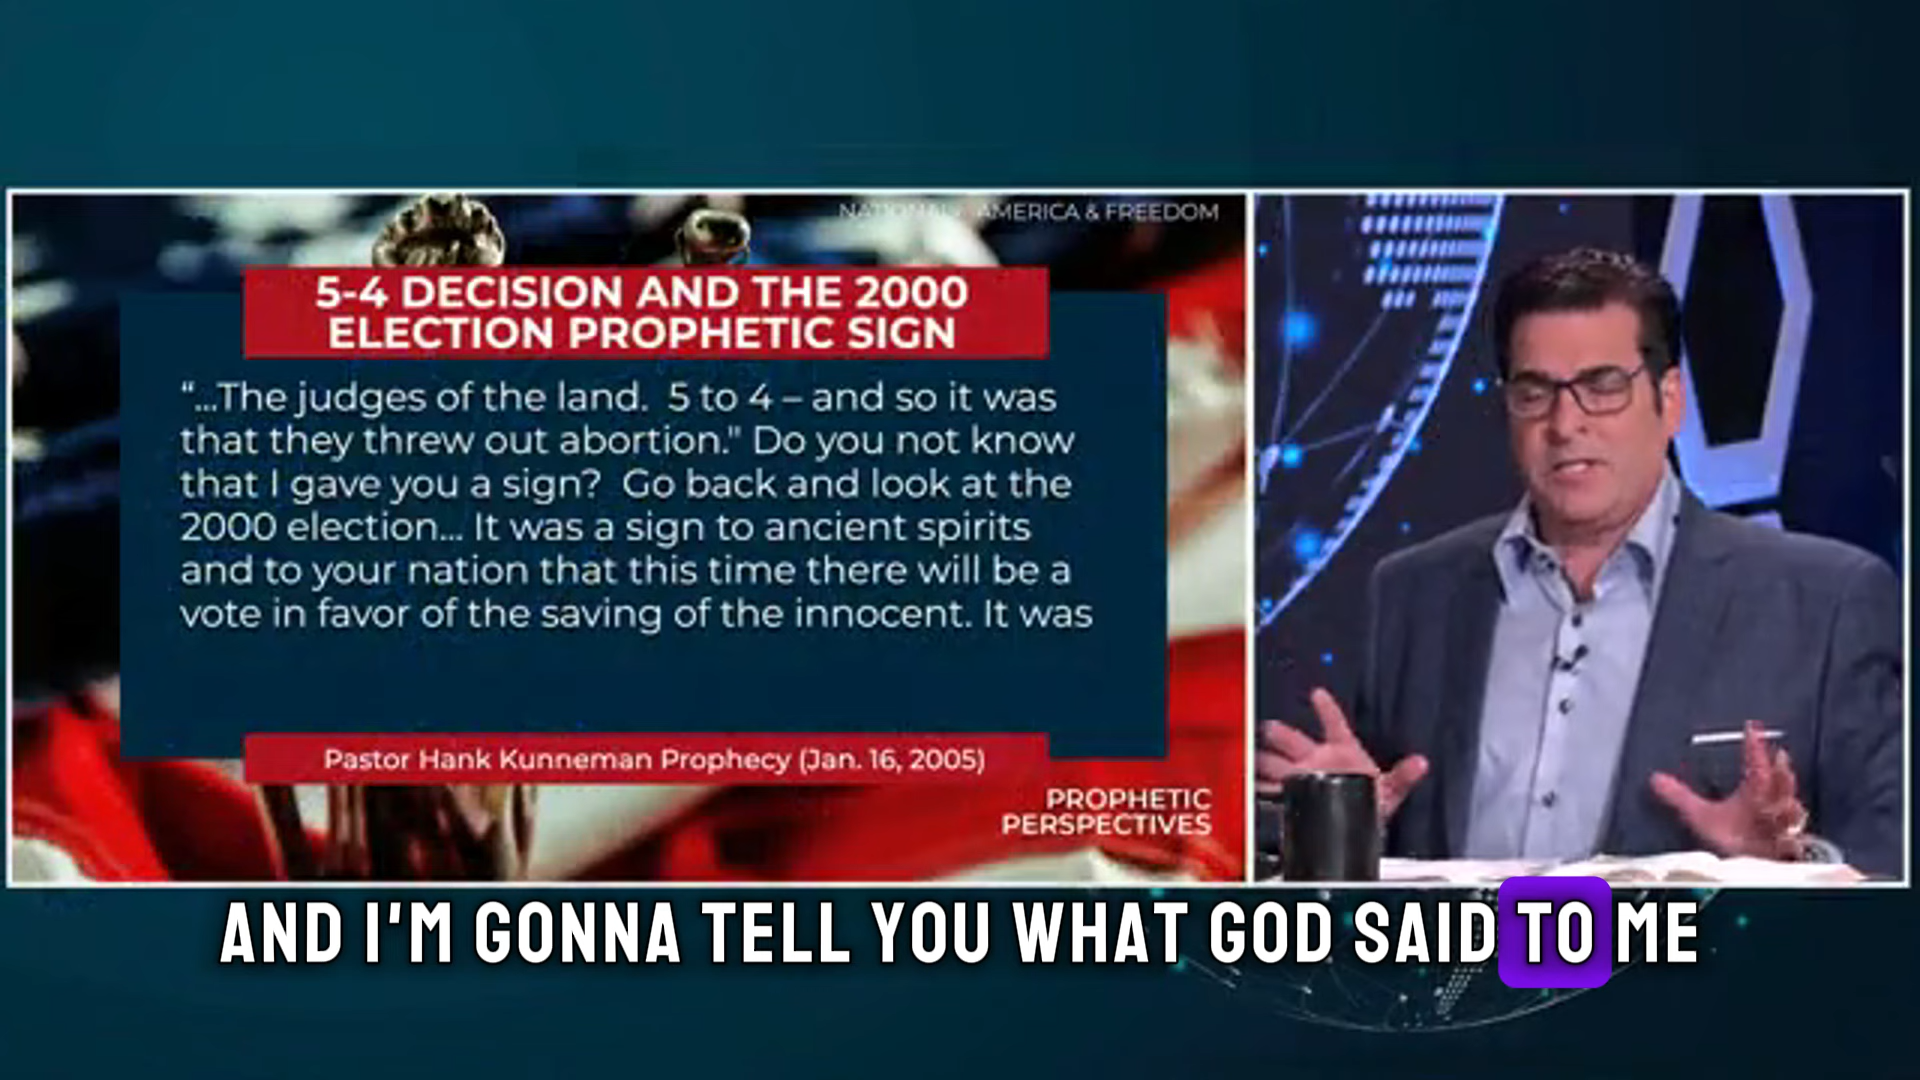 AMERICA & FREEDOM
5-4 DECISION AND THE 2000
ELECTION PROPHETIC SIGN
“...The judges of the land.  5 to 4 – and so it was
that they threw out abortion." Do you not know
that I gave you a sign?  Go back and look at the
2000 election... It was a sign to ancient spirits
and to your nation that this time there will be a
vote in favor of the saving of the innocent. It was
Pastor Hank Kunneman Prophecy (Jan. 16, 2005)
PROPHETIC
PERSPECTIVES
AND I'M GONNA TELL YOU WHAT GOD SAID TO ME